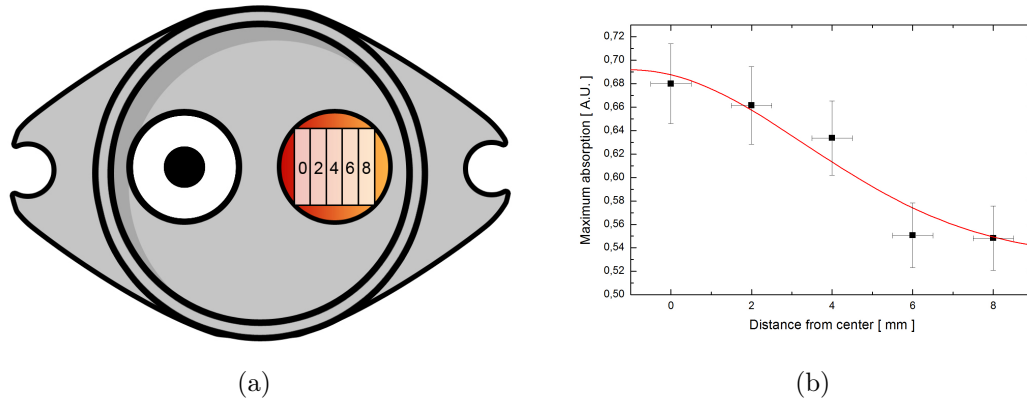 0 2 4 6 8
(a)
Maximum absorption [ A.U. ]
0,72
0,70
0,68
0,66
0,64
0,62
0,60
0,58
0,56
0,54
0,52
0,50
0 2 4 6 8
Distance from center [ mm ]
(b)